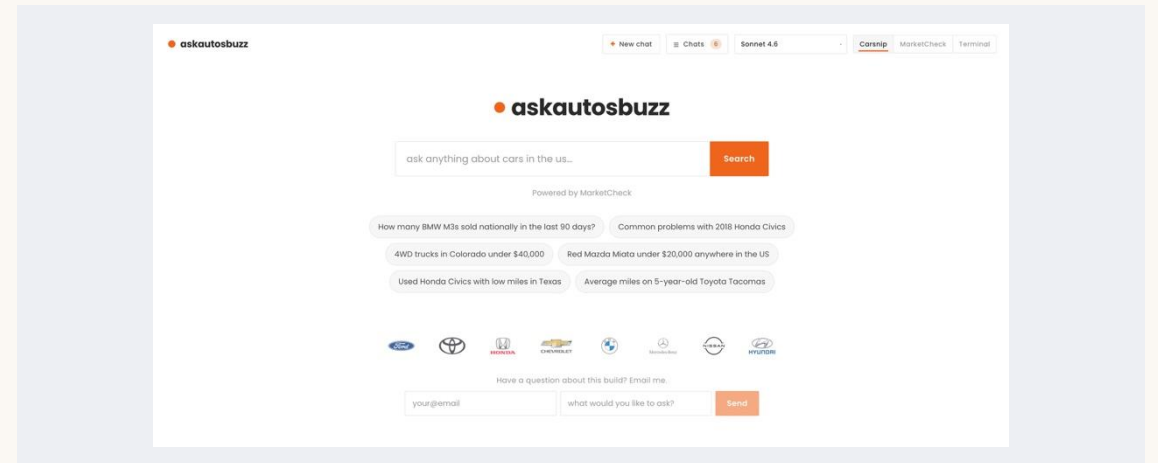 askautosbuzz
New chat
Chats 0
Sonnet 4.6
Carsnip MarketCheck Terminal
askautosbuzz
ask anything about cars in the us...
Search
Powered by MarketCheck
How many BMW M3s sold nationally in the last 90 days? Common problems with 2018 Honda Civics
4WD trucks in Colorado under $40,000 Red Mazda Miata under $20,000 anywhere in the US
Used Honda Civics with low miles in Texas Average miles on 5-year-old Toyota Tacomas
Ford HONDA CHEVROLET Mercedes-Benz NISSAN HYUNDAI
Have a question about this build? Email me.
your@email what would you like to ask? Send